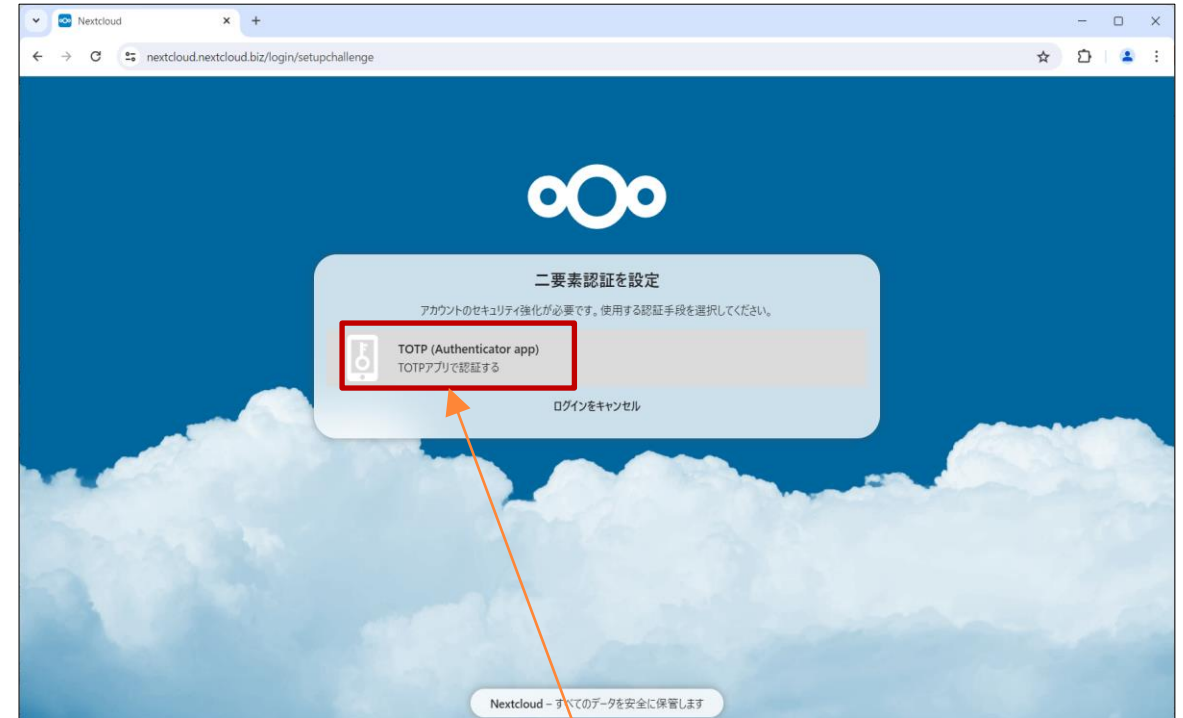 Nextcloud
nextcloud.nextcloud.biz/login/setupchallenge
二要素認証を設定
アカウントのセキュリティ強化が必要です。使用する認証手段を選択してください。
TOTP (Authenticator app)
TOTPアプリで認証する
ログインをキャンセル
Nextcloud – すべてのデータを安全に保管します